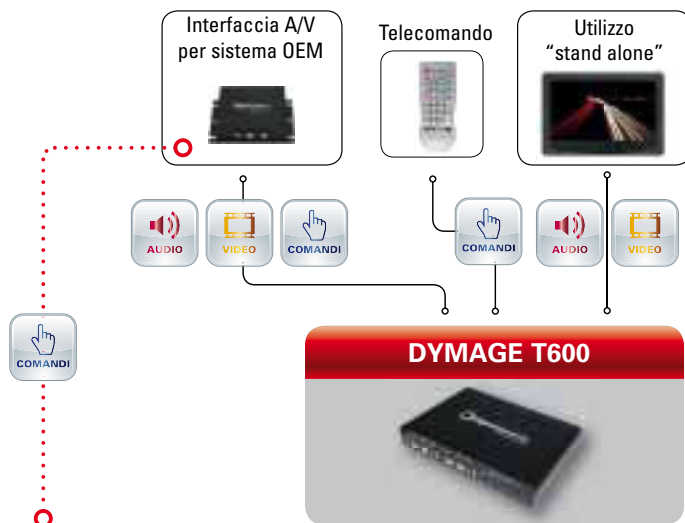 Interfaccia A/V
per sistema OEM
Telecomando
Utilizzo
“stand alone”
AUDIO
VIDEO
COMANDI
COMANDI
AUDIO
VIDEO
COMANDI
DYMAGE T600